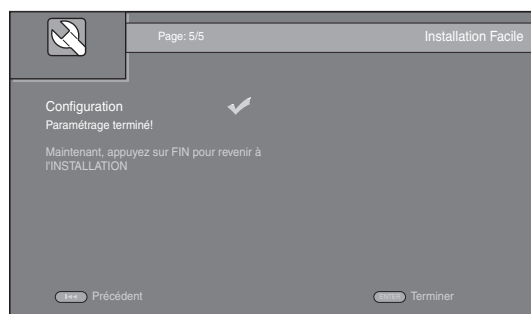 Page: 5/5
Installation Facile
Configuration
Paramétrage terminé!
Maintenant, appuyez sur FIN pour revenir à
l'INSTALLATION
Précédent
ENTER Terminer